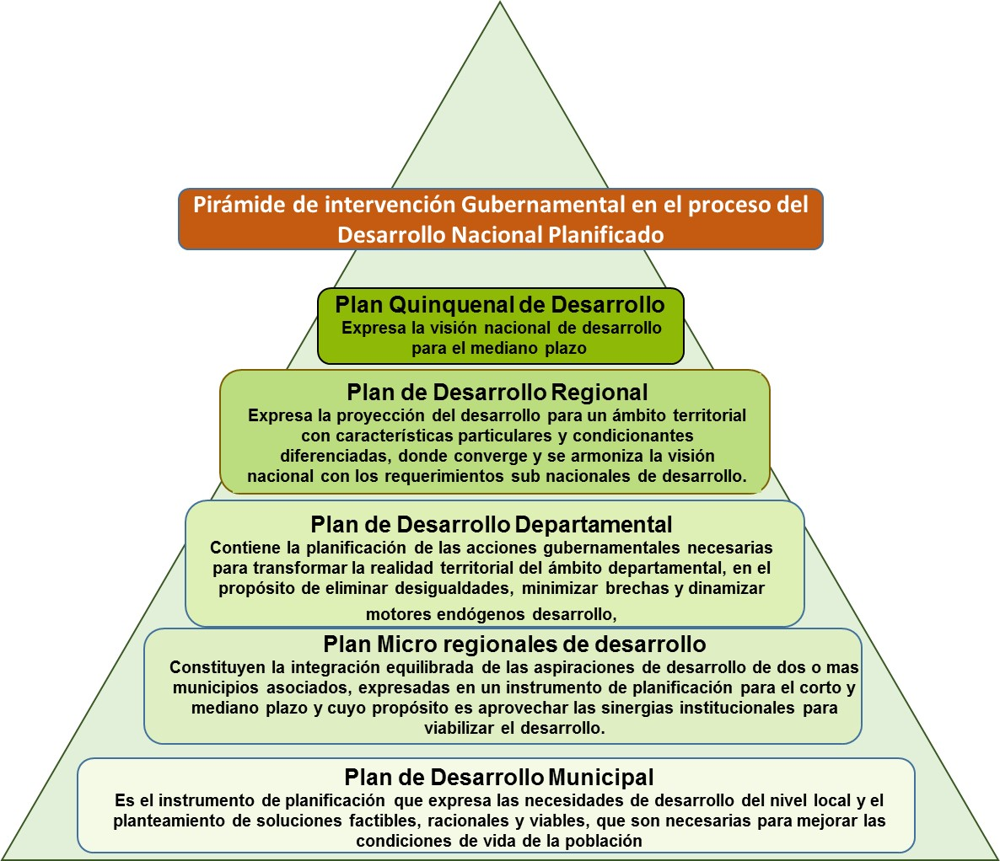 Pirámide de intervención Gubernamental en el proceso del
Desarrollo Nacional Planificado
Plan Quinquenal de Desarrollo
Expresa la visión nacional de desarrollo
para el mediano plazo
Plan de Desarrollo Regional
Expresa la proyección del desarrollo para un ámbito territorial
con características particulares y condicionantes
diferenciadas, donde converge y se armoniza la visión
nacional con los requerimientos sub nacionales de desarrollo.
Plan de Desarrollo Departamental
Contiene la planificación de las acciones gubernamentales necesarias
para transformar la realidad territorial del ámbito departamental, en el
propósito de eliminar desigualdades, minimizar brechas y dinamizar
motores endógenos desarrollo,
Plan Micro regionales de desarrollo
Constituyen la integración equilibrada de las aspiraciones de desarrollo de dos o mas
municipios asociados, expresadas en un instrumento de planificación para el corto y
mediano plazo y cuyo propósito es aprovechar las sinergias institucionales para
viabilizar el desarrollo.
Plan de Desarrollo Municipal
Es el instrumento de planificación que expresa las necesidades de desarrollo del nivel local y el
planteamiento de soluciones factibles, racionales y viables, que son necesarias para mejorar las
condiciones de vida de la población